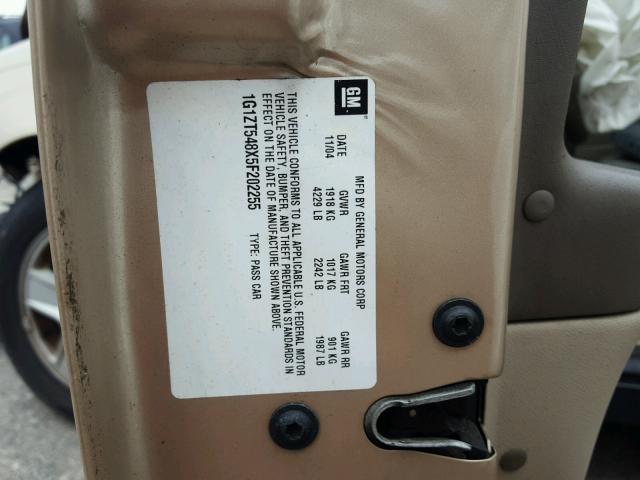 GM
MFD BY GENERAL MOTORS CORP
DATE GVWR GAWR FRT GAWR RR
11/04 1918 KG 1017 KG 901 KG
4229 LB 2242 LB 1987 LB
THIS VEHICLE CONFORMS TO ALL APPLICABLE U.S. FEDERAL MOTOR
VEHICLE SAFETY, BUMPER, AND THEFT PREVENTION STANDARDS IN
EFFECT ON THE DATE OF MANUFACTURE SHOWN ABOVE.
1G1ZT548X5F202255 TYPE: PASS CAR